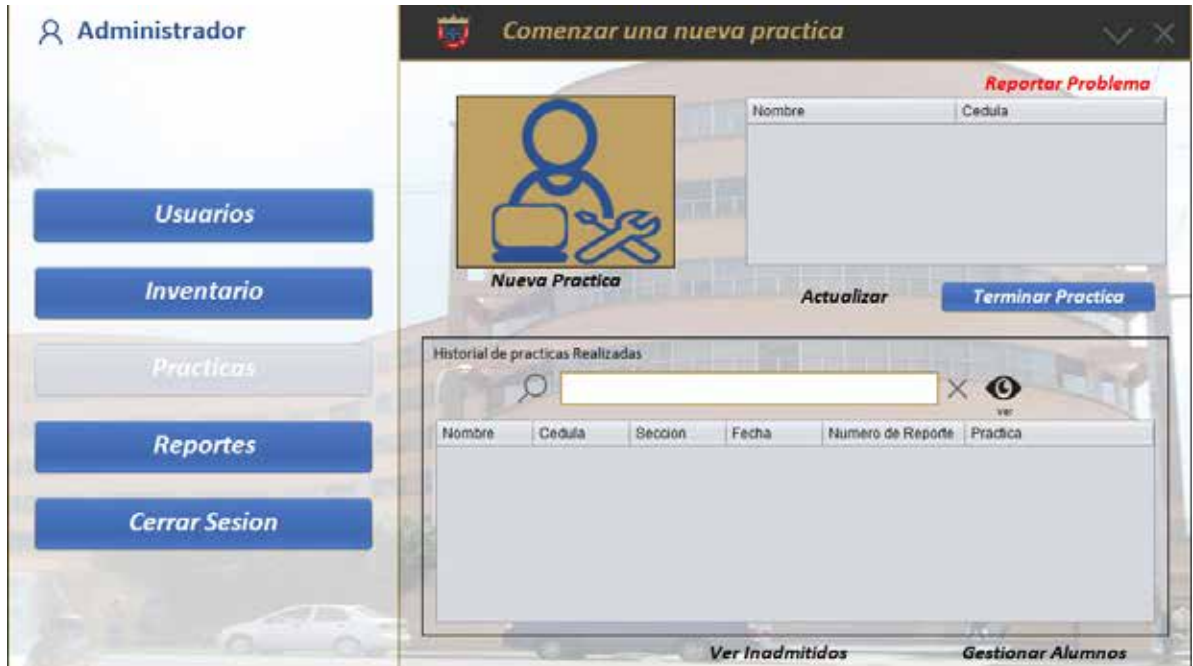 Administrador
Usuarios
Inventario
Practicas
Reportes
Cerrar Sesion
Comenzar una nueva practica
Reportar Problema
Nombre Cedula
Nueva Practica
Actualizar
Terminar Practica
Historial de practicas Realizadas
ver
Nombre Cedula Seccion Fecha Numero de Reporte Practica
Ver Inadmitidos
Gestionar Alumnos